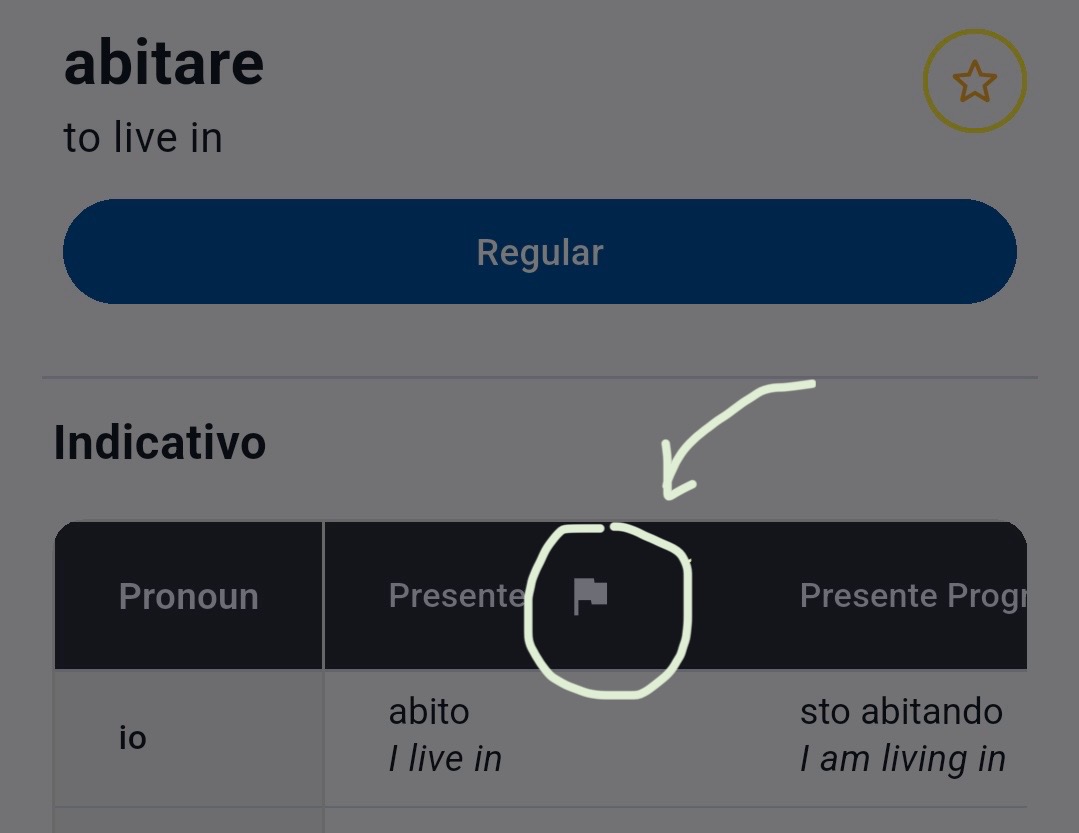 abitare
to live in
Regular
Indicativo
Pronoun Presente Presente Progr
io
abito sto abitando
I live in I am living in